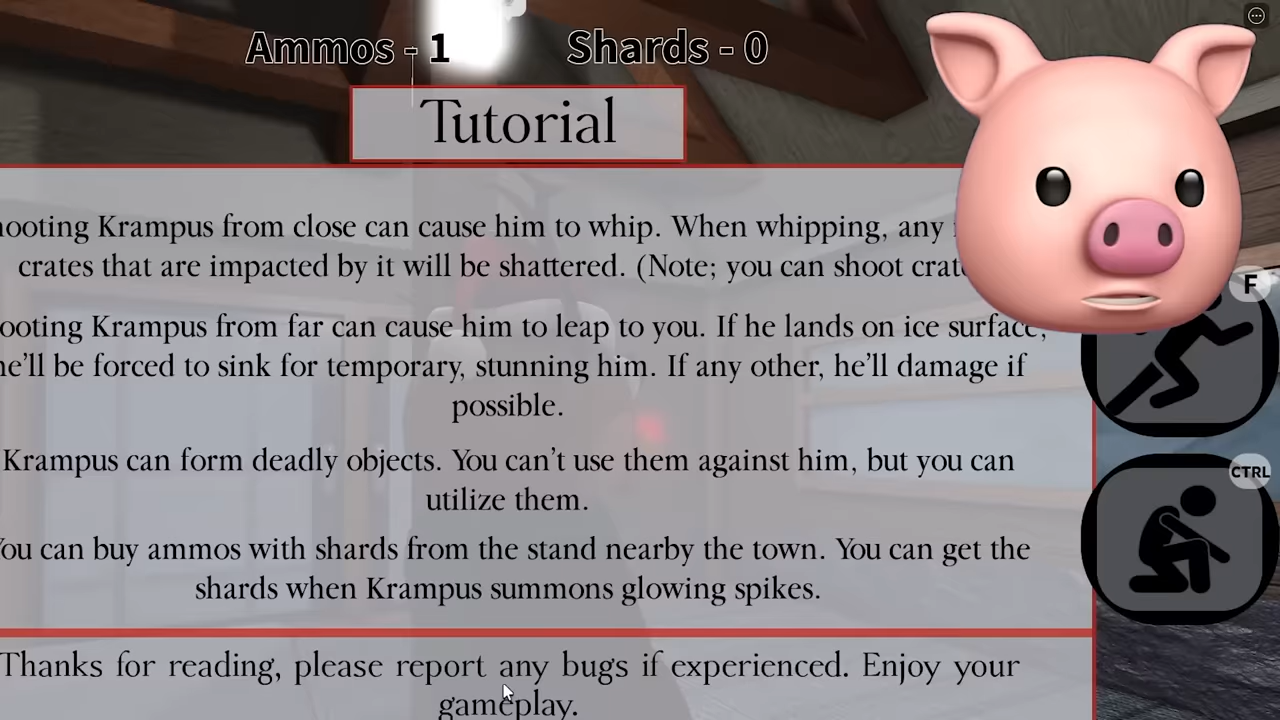 Ammos - 1
Shards - 0
Tutorial
Krampus from close can cause him to whip. When whipping, any
crates that are impacted by it will be shattered. (Note; you can shoot
Krampus from far can cause him to leap to you. If he lands on ice surface,
he'll be forced to sink for temporary, stunning him. If any other, he'll damage if
possible.
Krampus can form deadly objects. You can't use them against him, but you can
utilize them.
You can buy ammos with shards from the stand nearby the town. You can get the
shards when Krampus summons glowing spikes.
Thanks for reading, please report any bugs if experienced. Enjoy your
gameplay.
F
CTRL